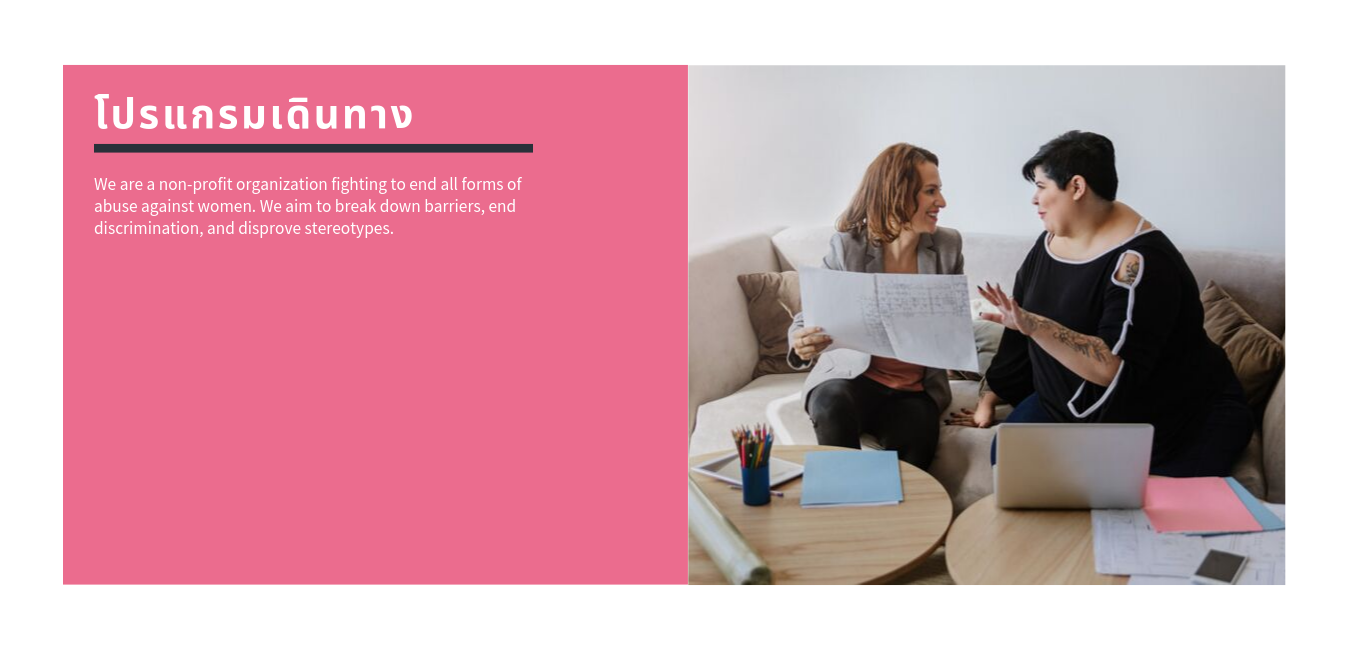 โปรแกรมเดินทาง
We are a non-profit organization fighting to end all forms of
abuse against women. We aim to break down barriers, end
discrimination, and disprove stereotypes.